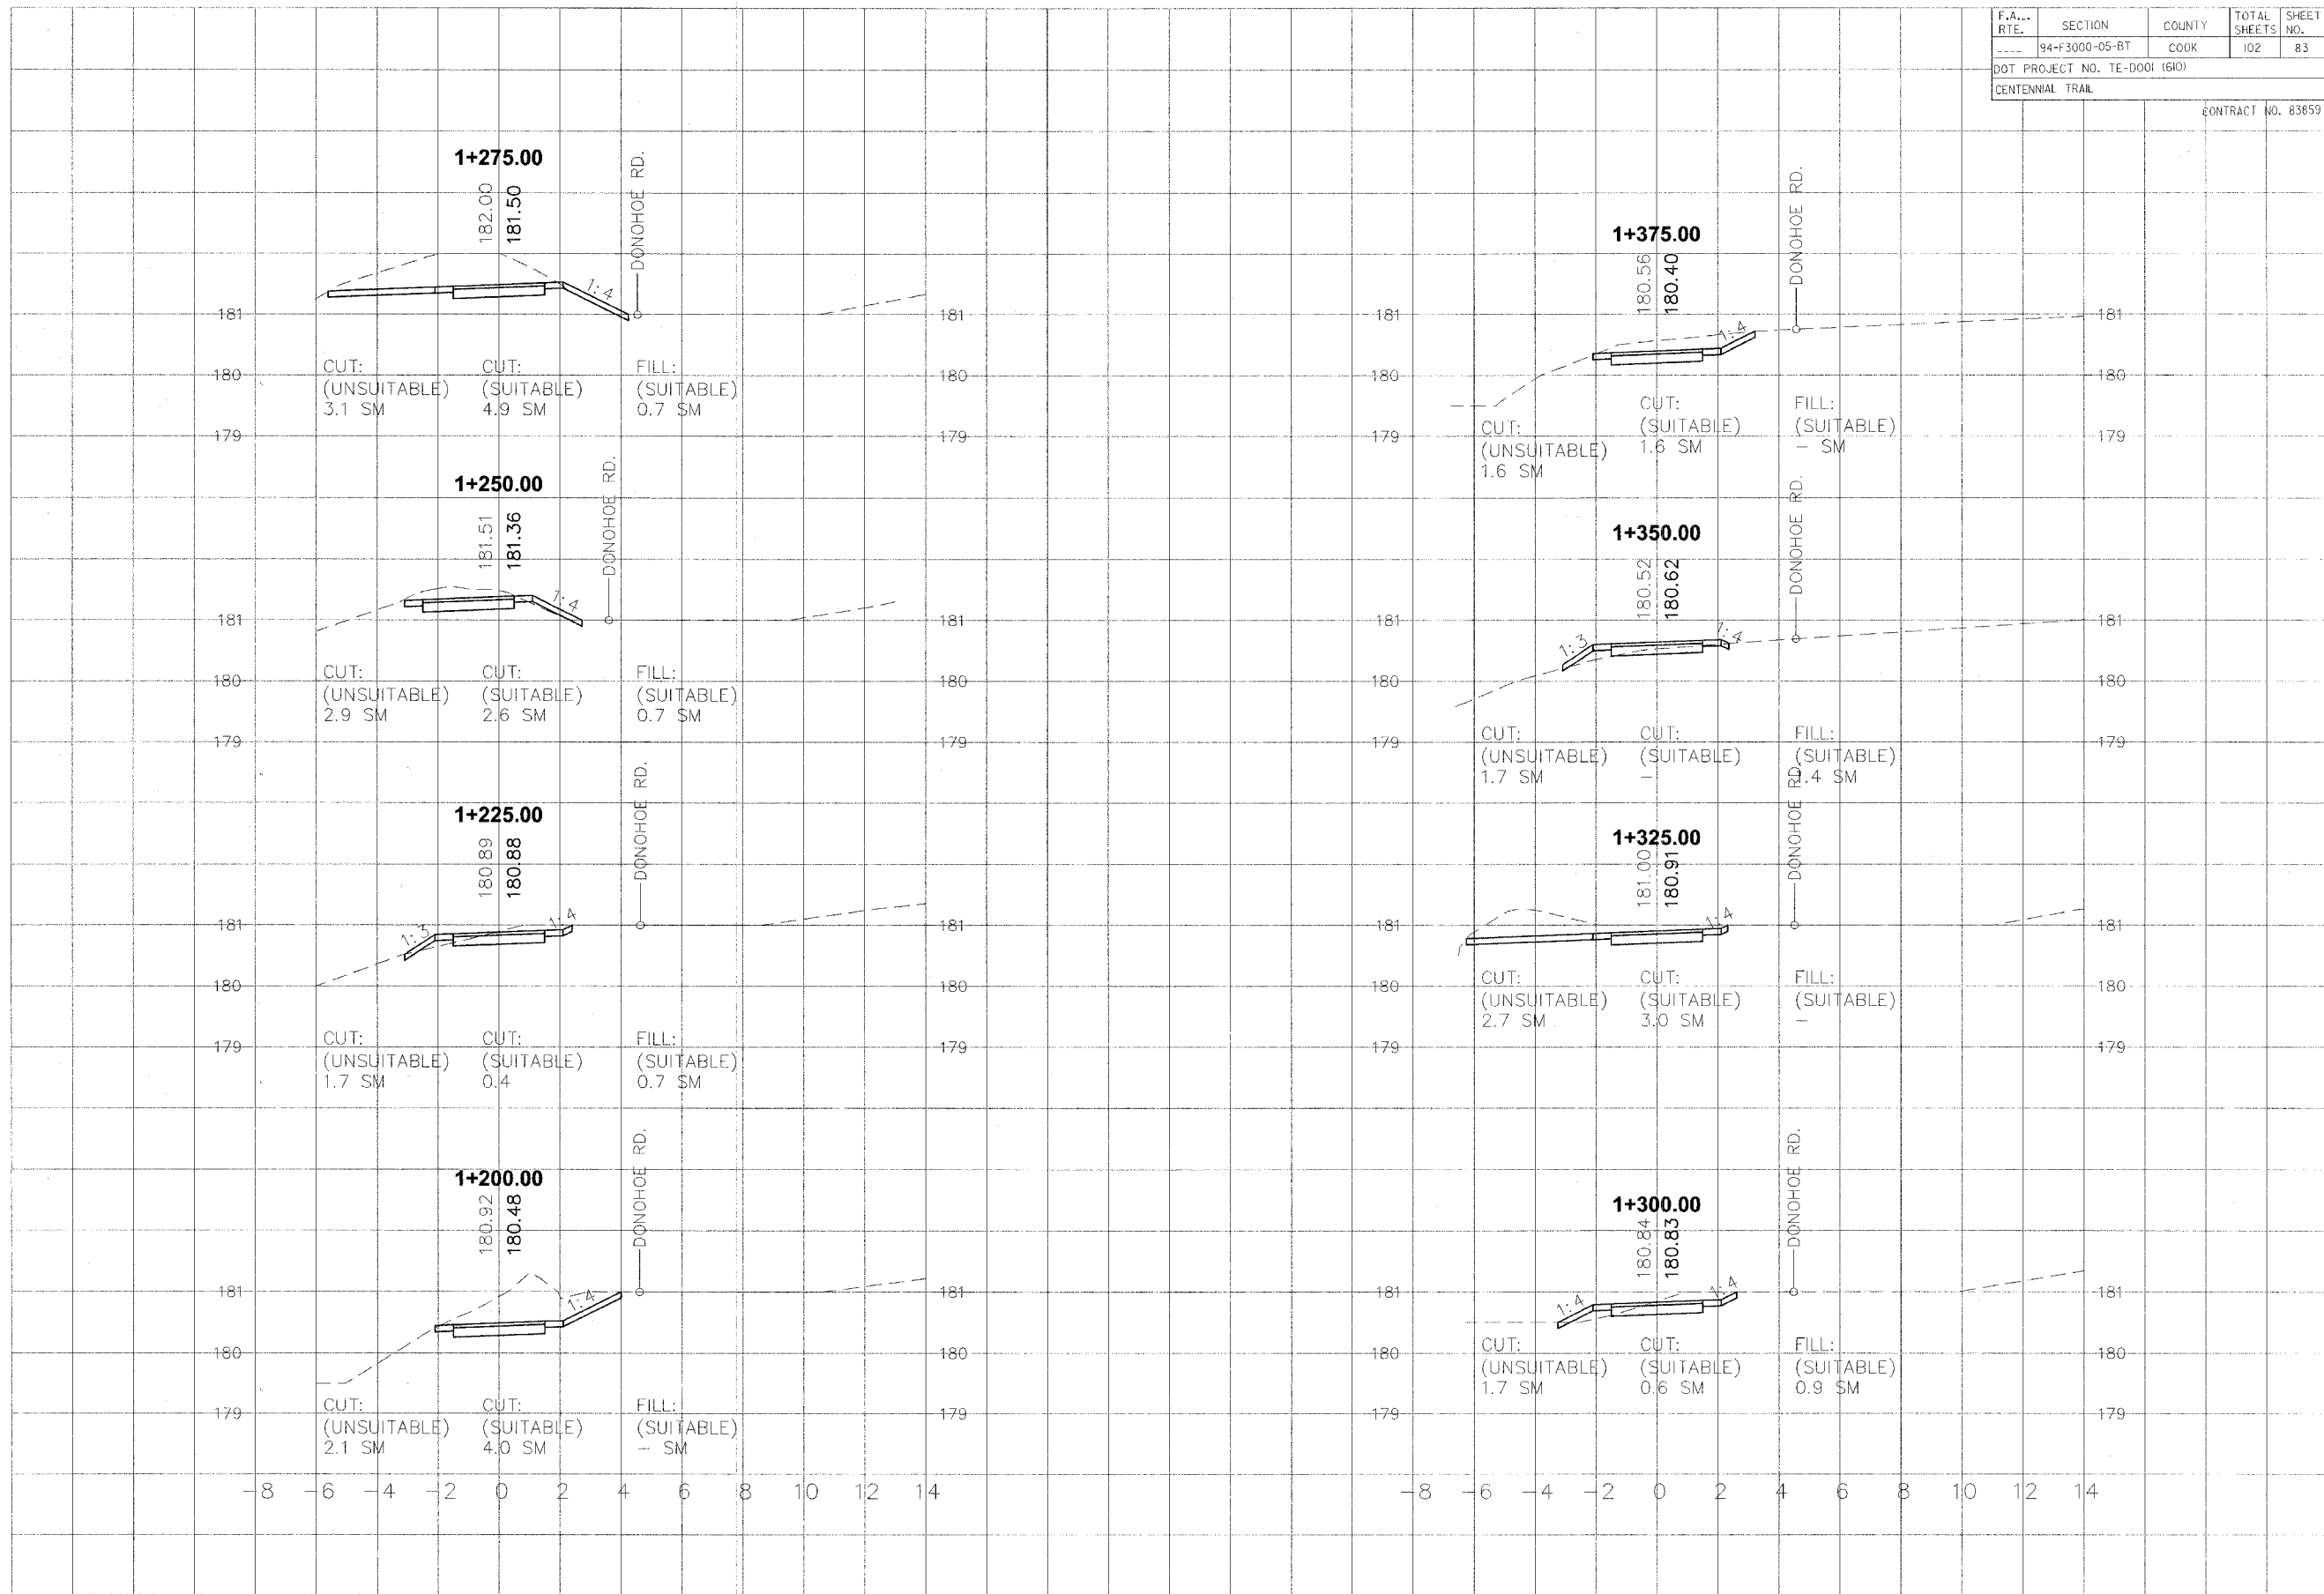 F.A... RTE. SECTION COUNTY TOTAL SHEETS SHEET NO.
---- 94-F3000-05-BT COOK 102 83
DOT PROJECT NO. TE-D001 (610)
CENTENNIAL TRAIL
CONTRACT NO. 83859
1+275.00
182.00
181.50
DONOHOE RD.
1:4
181 181
180 180
179 179
CUT: CUT: FILL:
(UNSUITABLE) (SUITABLE) (SUITABLE)
3.1 SM 4.9 SM 0.7 SM
1+250.00
181.51
181.36
DONOHOE RD.
1:4
181 181
180 180
179 179
CUT: CUT: FILL:
(UNSUITABLE) (SUITABLE) (SUITABLE)
2.9 SM 2.6 SM 0.7 SM
1+225.00
180.89
180.88
DONOHOE RD.
1:3 1:4
181 181
180 180
179 179
CUT: CUT: FILL:
(UNSUITABLE) (SUITABLE) (SUITABLE)
1.7 SM 0.4 0.7 SM
1+200.00
180.92
180.48
DONOHOE RD.
1:4
181 181
180 180
179 179
CUT: CUT: FILL:
(UNSUITABLE) (SUITABLE) (SUITABLE)
2.1 SM 4.0 SM – SM
-8 -6 -4 -2 0 2 4 6 8 10 12 14
1+375.00
180.56
180.40
DONOHOE RD.
1:4
181 181
180 180
179 179
CUT: CUT: FILL:
(UNSUITABLE) (SUITABLE) (SUITABLE)
1.6 SM 1.6 SM – SM
1+350.00
180.52
180.62
DONOHOE RD.
1:3 1:4
181 181
180 180
179 179
CUT: CUT: FILL:
(UNSUITABLE) (SUITABLE) (SUITABLE)
1.7 SM – .4 SM
1+325.00
181.00
180.91
DONOHOE RD.
1:4
181 181
180 180
179 179
CUT: CUT: FILL:
(UNSUITABLE) (SUITABLE) (SUITABLE)
2.7 SM 3.0 SM –
1+300.00
180.84
180.83
DONOHOE RD.
1:4 1:4
181 181
180 180
179 179
CUT: CUT: FILL:
(UNSUITABLE) (SUITABLE) (SUITABLE)
1.7 SM 0.6 SM 0.9 SM
-8 -6 -4 -2 0 2 4 6 8 10 12 14